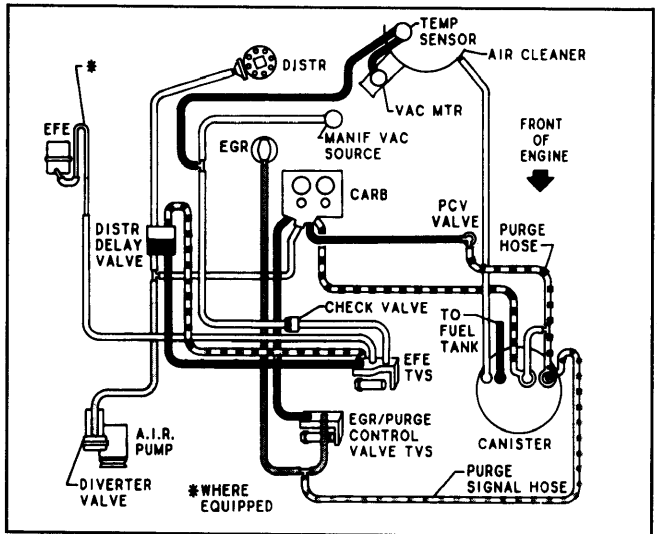 TEMP
SENSOR
AIR CLEANER
DISTR
*
VAC MTR
EFE
MANIF VAC
SOURCE
EGR
FRONT
OF
ENGINE
CARB
PCV
VALVE
PURGE
HOSE
DISTR
DELAY
VALVE
CHECK VALVE
TO
FUEL
TANK
EFE
TVS
EGR/PURGE
CONTROL
VALVE TVS
CANISTER
A.I.R.
PUMP
DIVERTER
VALVE
*WHERE
EQUIPPED
PURGE
SIGNAL HOSE